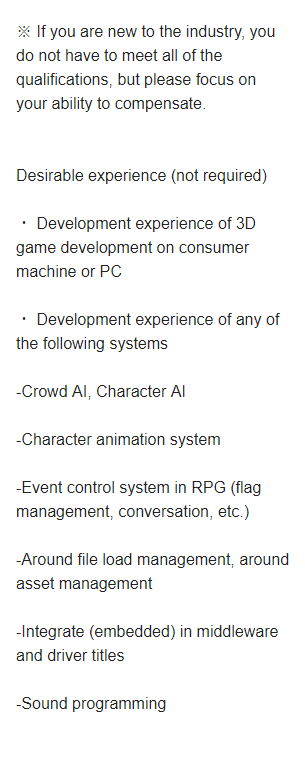 ※ If you are new to the industry, you
do not have to meet all of the
qualifications, but please focus on
your ability to compensate.
Desirable experience (not required)
・ Development experience of 3D
game development on consumer
machine or PC
・ Development experience of any of
the following systems
-Crowd AI, Character AI
-Character animation system
-Event control system in RPG (flag
management, conversation, etc.)
-Around file load management, around
asset management
-Integrate (embedded) in middleware
and driver titles
-Sound programming